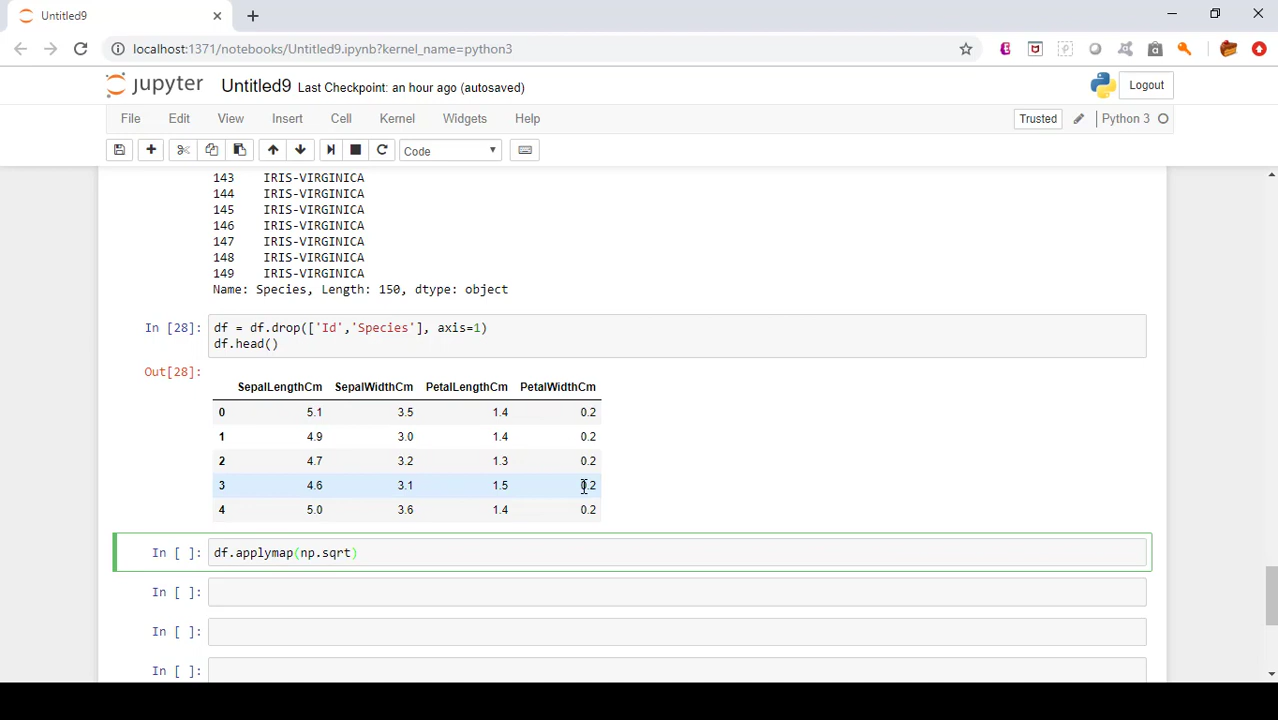 Untitled9
localhost:1371/notebooks/Untitled9.ipynb?kernel_name=python3
jupyter Untitled9 Last Checkpoint: an hour ago (autosaved) Logout
File Edit View Insert Cell Kernel Widgets Help Trusted Python 3
Code
143 IRIS-VIRGINICA
144 IRIS-VIRGINICA
145 IRIS-VIRGINICA
146 IRIS-VIRGINICA
147 IRIS-VIRGINICA
148 IRIS-VIRGINICA
149 IRIS-VIRGINICA
Name: Species, Length: 150, dtype: object
In [28]: df = df.drop(['Id','Species'], axis=1)
df.head()
Out[28]:
SepalLengthCm SepalWidthCm PetalLengthCm PetalWidthCm
0 5.1 3.5 1.4 0.2
1 4.9 3.0 1.4 0.2
2 4.7 3.2 1.3 0.2
3 4.6 3.1 1.5 0.2
4 5.0 3.6 1.4 0.2
In [ ]: df.applymap(np.sqrt)
In [ ]:
In [ ]:
In [ ]: